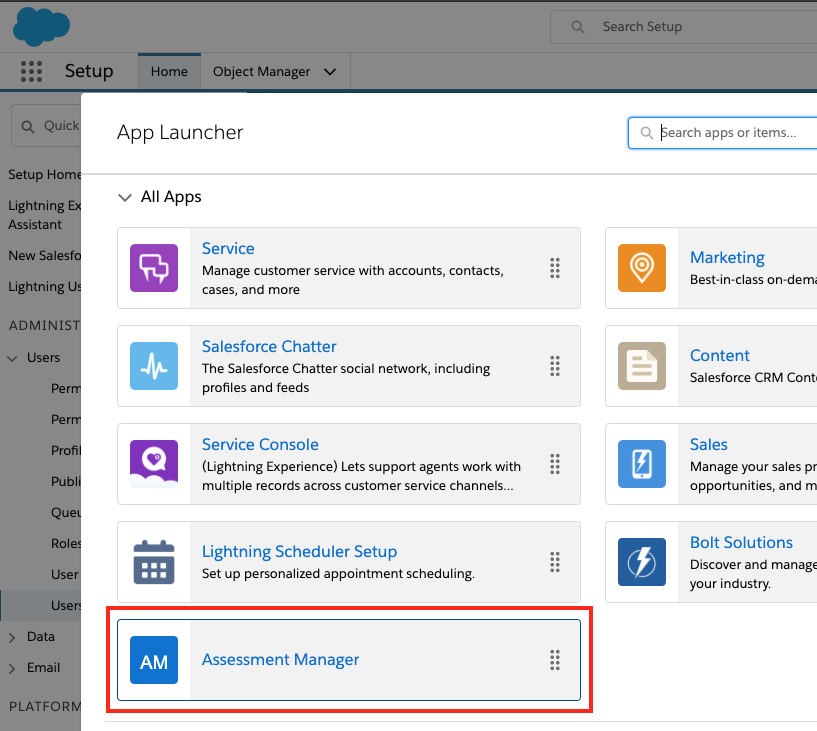 Search Setup
Setup
Home
Object Manager
Quick
Setup Home
Lightning Ex
Assistant
New Salesfo
Lightning Us
ADMINIST
Users
Perm
Perm
Profil
Publi
Queu
Roles
User
Users
Data
Email
PLATFORM
App Launcher
Search apps or items...
All Apps
Service
Manage customer service with accounts, contacts,
cases, and more
Marketing
Best-in-class on-dema
Salesforce Chatter
The Salesforce Chatter social network, including
profiles and feeds
Content
Salesforce CRM Conte
Service Console
(Lightning Experience) Lets support agents work with
multiple records across customer service channels...
Sales
Manage your sales pr
opportunities, and m
Lightning Scheduler Setup
Set up personalized appointment scheduling.
Bolt Solutions
Discover and manage
your industry.
AM
Assessment Manager